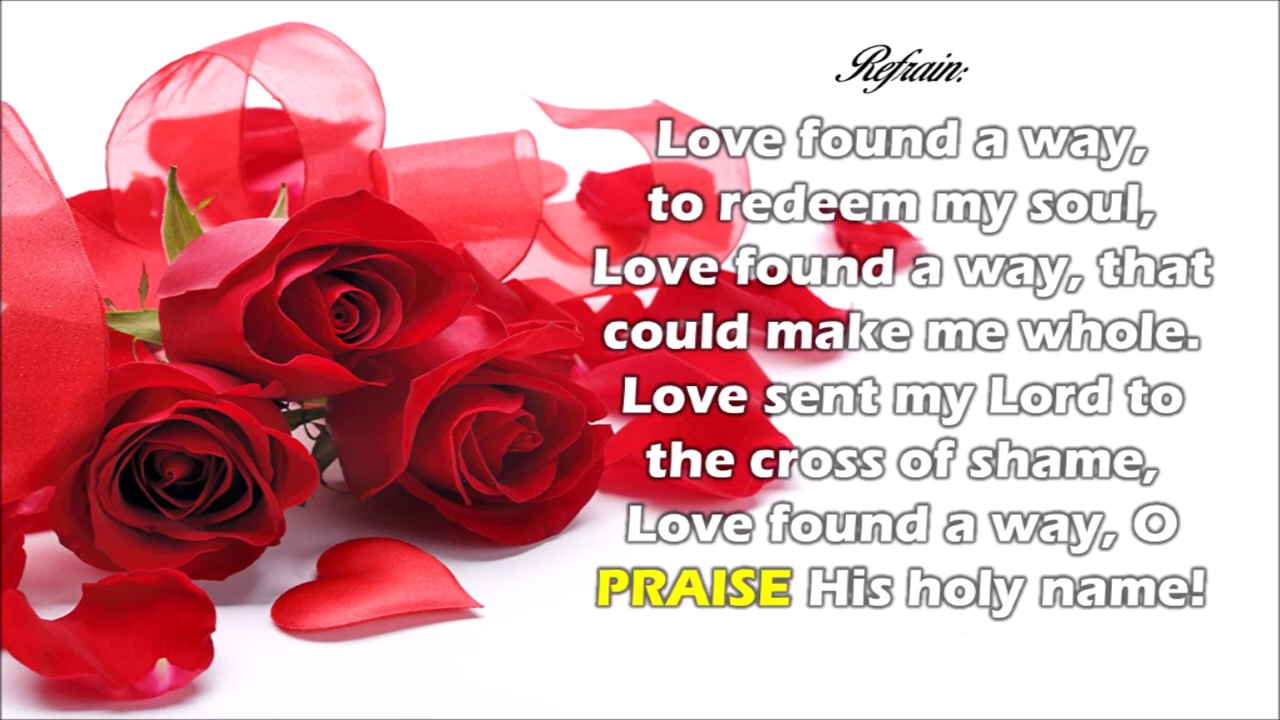 Refrain:
Love found a way,
to redeem my soul,
Love found a way, that
could make me whole.
Love sent my Lord to
the cross of shame,
Love found a way, O
PRAISE His holy name!